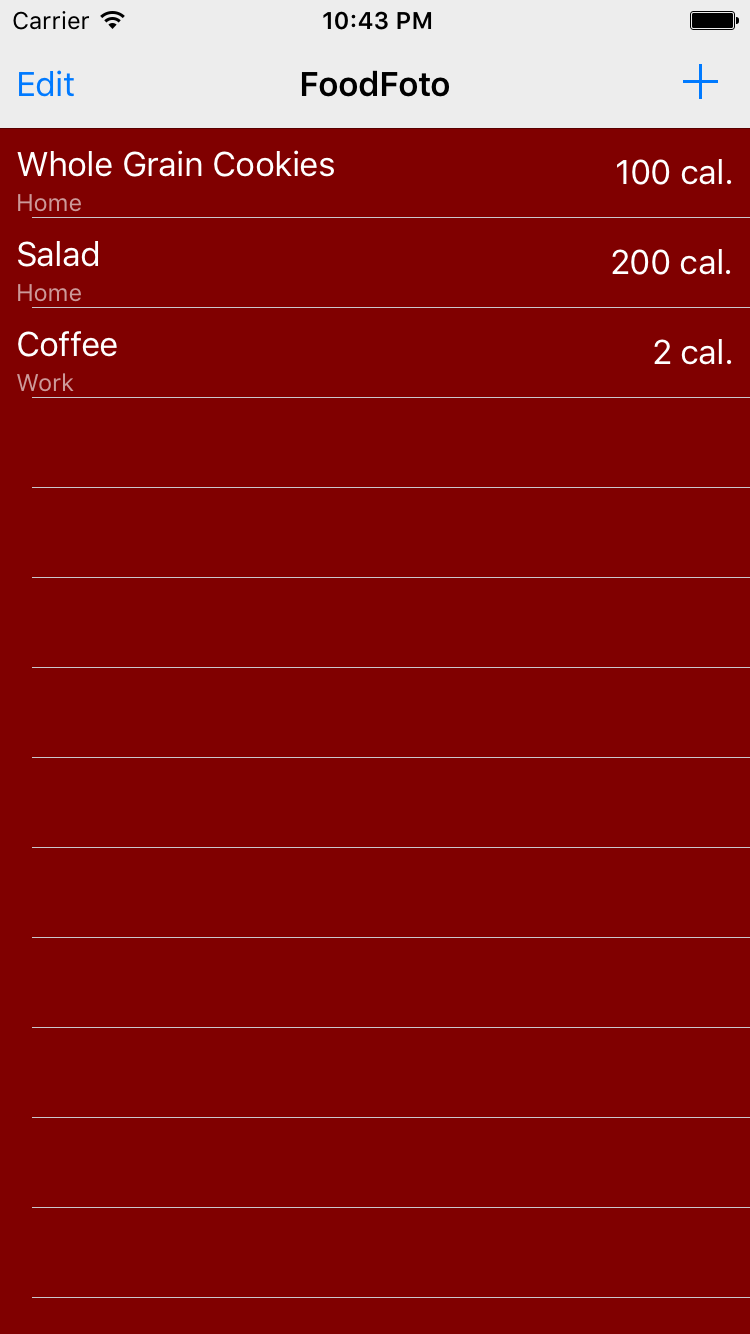 Carrier 10:43 PM
Edit FoodFoto +
Whole Grain Cookies 100 cal.
Home
Salad 200 cal.
Home
Coffee 2 cal.
Work